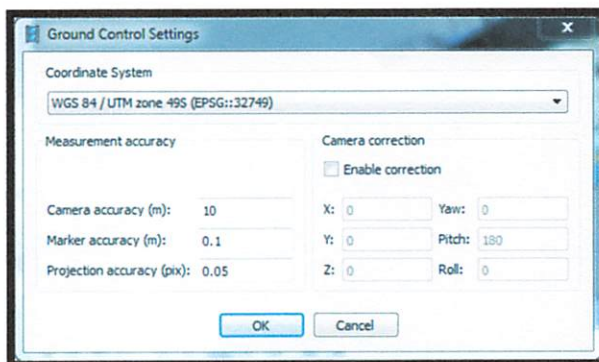 Ground Control Settings
x
Coordinate System
WGS 84 / UTM zone 49S (EPSG::32749)
Measurement accuracy
Camera correction
Enable correction
Camera accuracy (m): 10
X: 0 Yaw: 0
Marker accuracy (m): 0.1
Y: 0 Pitch: 180
Projection accuracy (pix): 0.05
Z: 0 Roll: 0
OK Cancel